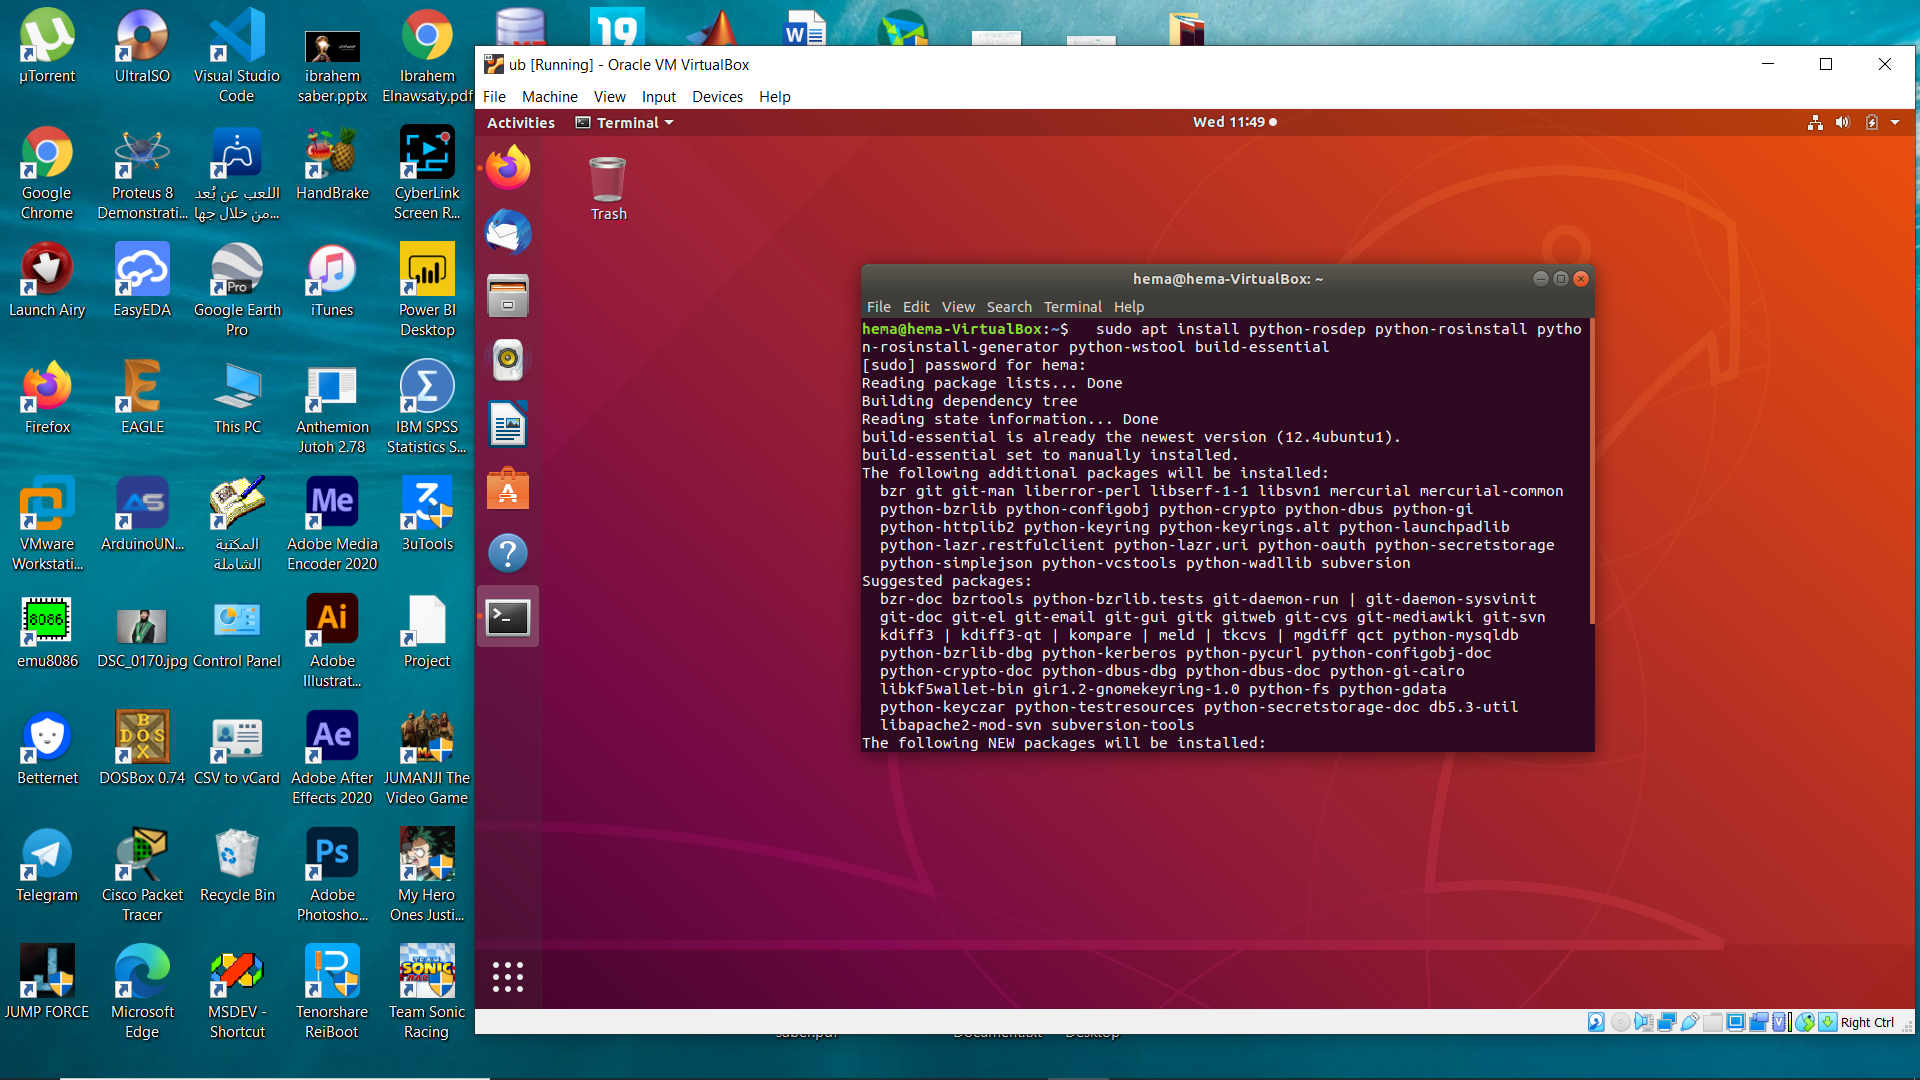 µTorrent
UltraISO
Visual Studio
Code
ibrahem
saber.pptx
Ibrahem
Elnawsaty.pdf
19
W
Google
Chrome
Proteus 8
Demonstrati...
اللعب عن بُعد
من خلال جها...
HandBrake
CyberLink
Screen R...
Launch Airy
EasyEDA
Pro
Google Earth
Pro
iTunes
Power BI
Desktop
Firefox
EAGLE
This PC
Anthemion
Jutoh 2.78
Σ
IBM SPSS
Statistics S...
VMware
Workstati...
AS
ArduinoUN...
المكتبة
الشاملة
Me
Adobe Media
Encoder 2020
3uTools
8086
emu8086
DSC_0170.jpg
Control Panel
Ai
Adobe
Illustrat...
Project
Betternet
DOSBox 0.74
CSV to vCard
Ae
Adobe After
Effects 2020
JUMANJI The
Video Game
Telegram
Cisco Packet
Tracer
Recycle Bin
Ps
Adobe
Photosho...
My Hero
Ones Justi...
JUMP FORCE
Microsoft
Edge
MSDEV -
Shortcut
Tenorshare
ReiBoot
TEAM
SONIC
Team Sonic
Racing
ub [Running] - Oracle VM VirtualBox
File Machine View Input Devices Help
Activities Terminal Wed 11:49
Trash
hema@hema-VirtualBox: ~
File Edit View Search Terminal Help
hema@hema-VirtualBox:~$   sudo apt install python-rosdep python-rosinstall pytho
n-rosinstall-generator python-wstool build-essential
[sudo] password for hema:
Reading package lists... Done
Building dependency tree
Reading state information... Done
build-essential is already the newest version (12.4ubuntu1).
build-essential set to manually installed.
The following additional packages will be installed:
bzr git git-man liberror-perl libserf-1-1 libsvn1 mercurial mercurial-common
python-bzrlib python-configobj python-crypto python-dbus python-gi
python-httplib2 python-keyring python-keyrings.alt python-launchpadlib
python-lazr.restfulclient python-lazr.uri python-oauth python-secretstorage
python-simplejson python-vcstools python-wadllib subversion
Suggested packages:
bzr-doc bzrtools python-bzrlib.tests git-daemon-run | git-daemon-sysvinit
git-doc git-el git-email git-gui gitk gitweb git-cvs git-mediawiki git-svn
kdiff3 | kdiff3-qt | kompare | meld | tkcvs | mgdiff qct python-mysqldb
python-bzrlib-dbg python-kerberos python-pycurl python-configobj-doc
python-crypto-doc python-dbus-dbg python-dbus-doc python-gi-cairo
libkf5wallet-bin gir1.2-gnomekeyring-1.0 python-fs python-gdata
python-keyczar python-testresources python-secretstorage-doc db5.3-util
libapache2-mod-svn subversion-tools
The following NEW packages will be installed:
Right Ctrl